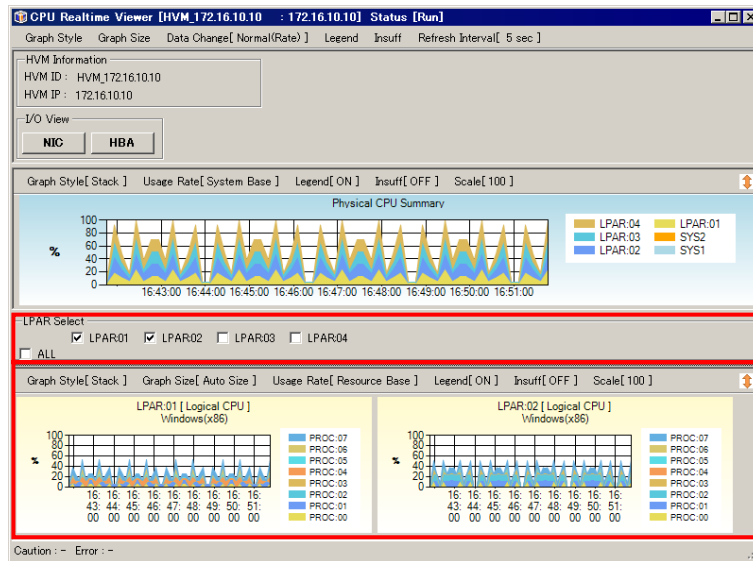 CPU Realtime Viewer [HVM_172.16.10.10 : 172.16.10.10] Status [Run]
Graph Style Graph Size Data Change[ Normal(Rate) ] Legend Insuff Refresh Interval[ 5 sec ]
HVM Information
HVM ID : HVM_172.16.10.10
HVM IP : 172.16.10.10
I/O View
NIC HBA
Graph Style[ Stack ] Usage Rate[ System Base ] Legend[ ON ] Insuff[ OFF ] Scale[ 100 ]
Physical CPU Summary
%
100
80
60
40
20
0
16:43:00 16:44:00 16:45:00 16:46:00 16:47:00 16:48:00 16:49:00 16:50:00 16:51:00
LPAR:04 LPAR:01
LPAR:03 SYS2
LPAR:02 SYS1
LPAR Select
LPAR01 LPAR02 LPAR03 LPAR04
ALL
Graph Style[ Stack ] Graph Size[ Auto Size ] Usage Rate[ Resource Base ] Legend[ ON ] Insuff[ OFF ] Scale[ 100 ]
LPAR:01 [ Logical CPU ]
Windows(x86)
%
100
80
60
40
20
0
16: 16: 16: 16: 16: 16: 16: 16: 16:
43: 44: 45: 46: 47: 48: 49: 50: 51:
00 00 00 00 00 00 00 00 00
PROC:07
PROC:06
PROC:05
PROC:04
PROC:03
PROC:02
PROC:01
PROC:00
LPAR:02 [ Logical CPU ]
Windows(x86)
%
100
80
60
40
20
0
16: 16: 16: 16: 16: 16: 16: 16: 16:
43: 44: 45: 46: 47: 48: 49: 50: 51:
00 00 00 00 00 00 00 00 00
PROC:07
PROC:06
PROC:05
PROC:04
PROC:03
PROC:02
PROC:01
PROC:00
Caution : - Error : -